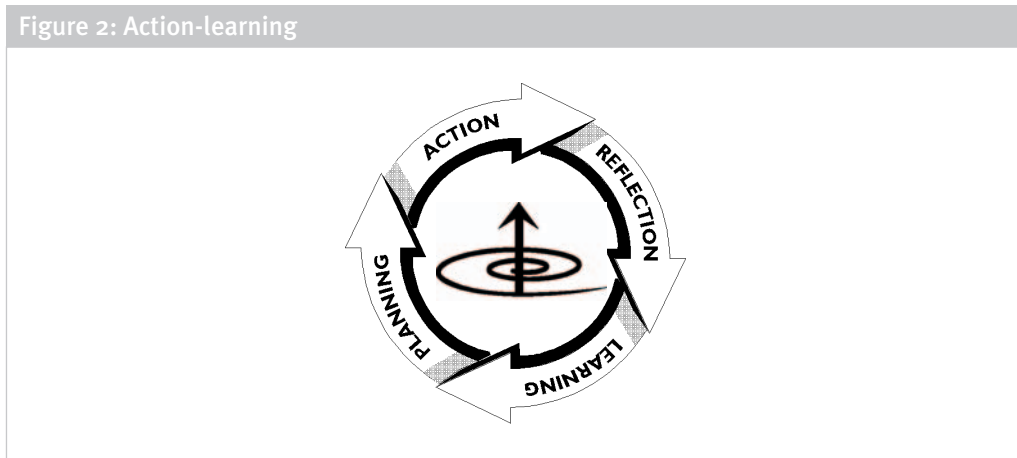 Figure 2: Action-learning
ACTION
REFLECTION
LEARNING
PLANNING